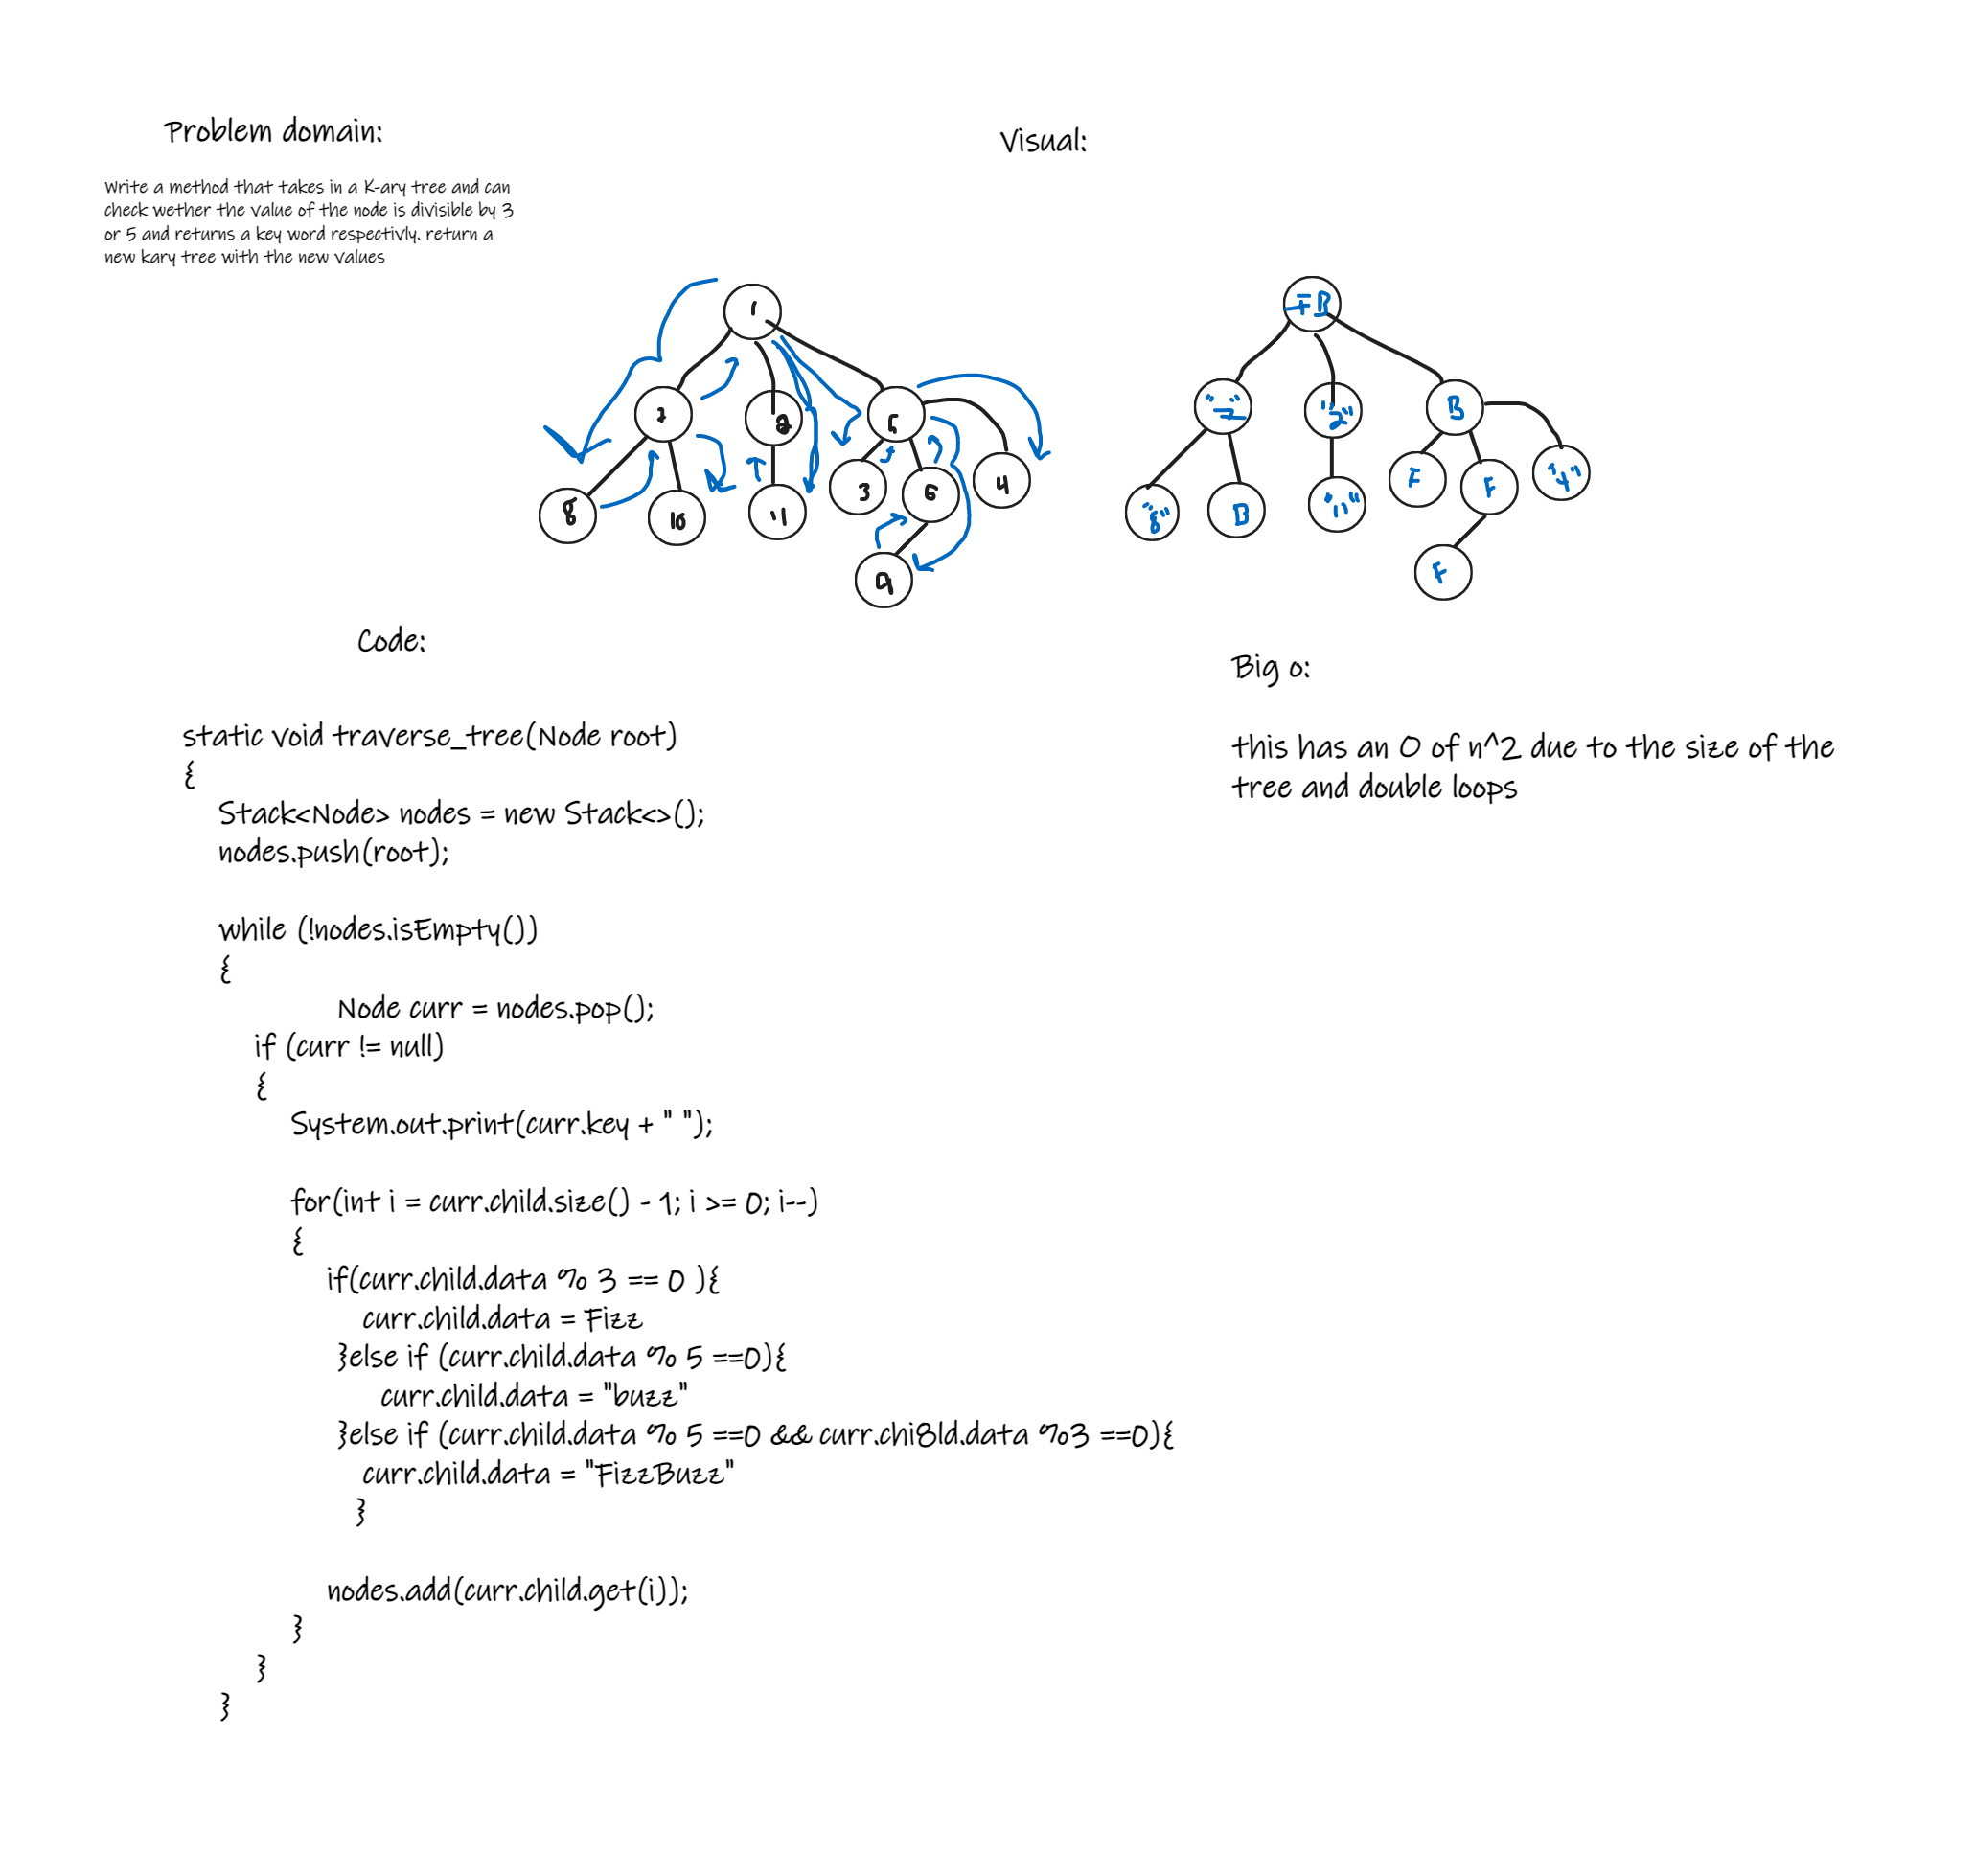 Problem domain:
Visual:
Write a method that takes in a K-ary tree and can
check wether the value of the node is divisible by 3
or 5 and returns a key word respectivly. return a
new kary tree with the new values
1
2
5
8
10
11
3
6
4
9
FB
"2"
B
"8"
B
"11"
F
F
"4"
F
Code:
static void traverse_tree(Node root)
{
Stack<Node> nodes = new Stack<>();
nodes.push(root);
while (!nodes.isEmpty())
{
Node curr = nodes.pop();
if (curr != null)
{
System.out.print(curr.key + " ");
for(int i = curr.child.size() - 1; i >= 0; i--)
{
if(curr.child.data % 3 == 0 ){
curr.child.data = Fizz
}else if (curr.child.data % 5 ==0){
curr.child.data = "buzz"
}else if (curr.child.data % 5 ==0 && curr.chi8ld.data %3 ==0){
curr.child.data = "FizzBuzz"
}
nodes.add(curr.child.get(i));
}
}
}
Big o:
this has an O of n^2 due to the size of the
tree and double loops